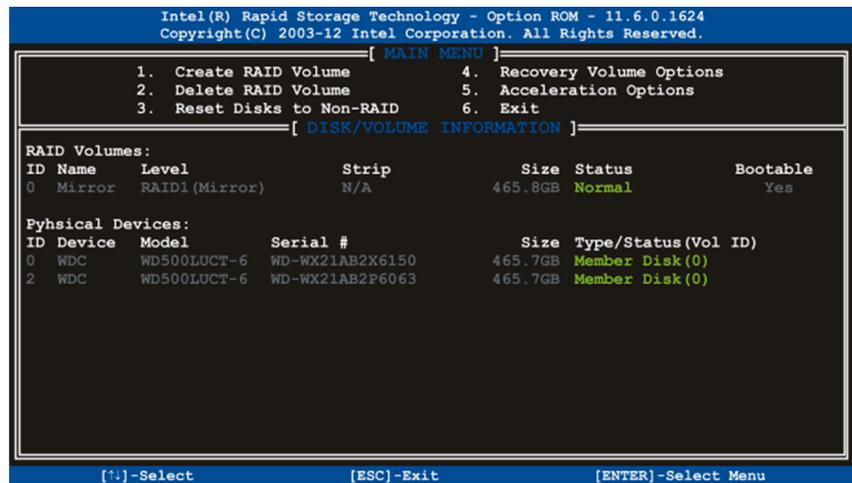 Intel(R) Rapid Storage Technology - Option ROM - 11.6.0.1624
Copyright(C) 2003-12 Intel Corporation. All Rights Reserved.
[ MAIN MENU ]
1. Create RAID Volume 4. Recovery Volume Options
2. Delete RAID Volume 5. Acceleration Options
3. Reset Disks to Non-RAID 6. Exit
[ DISK/VOLUME INFORMATION ]
RAID Volumes:
ID Name Level Strip Size Status Bootable
0 Mirror RAID1(Mirror) N/A 465.8GB Normal Yes
Pyhsical Devices:
ID Device Model Serial # Size Type/Status(Vol ID)
0 WDC WD500LUCT-6 WD-WX21AB2X6150 465.7GB Member Disk(0)
2 WDC WD500LUCT-6 WD-WX21AB2P6063 465.7GB Member Disk(0)
[↑↓]-Select [ESC]-Exit [ENTER]-Select Menu